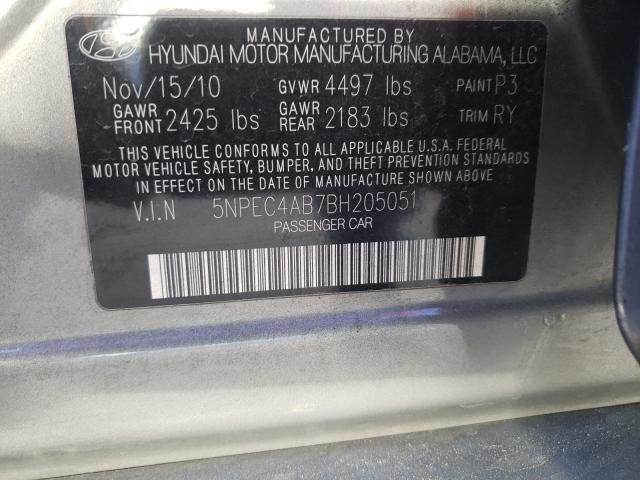 MANUFACTURED BY
HYUNDAI MOTOR MANUFACTURING ALABAMA, LLC
Nov/15/10 GVWR 4497 lbs PAINT P3
GAWR FRONT 2425 lbs GAWR REAR 2183 lbs TRIM RY
THIS VEHICLE CONFORMS TO ALL APPLICABLE U.S.A. FEDERAL
MOTOR VEHICLE SAFETY, BUMPER, AND THEFT PREVENTION STANDARDS
IN EFFECT ON THE DATE OF MANUFACTURE SHOWN ABOVE.
V.I.N 5NPEC4AB7BH205051
PASSENGER CAR